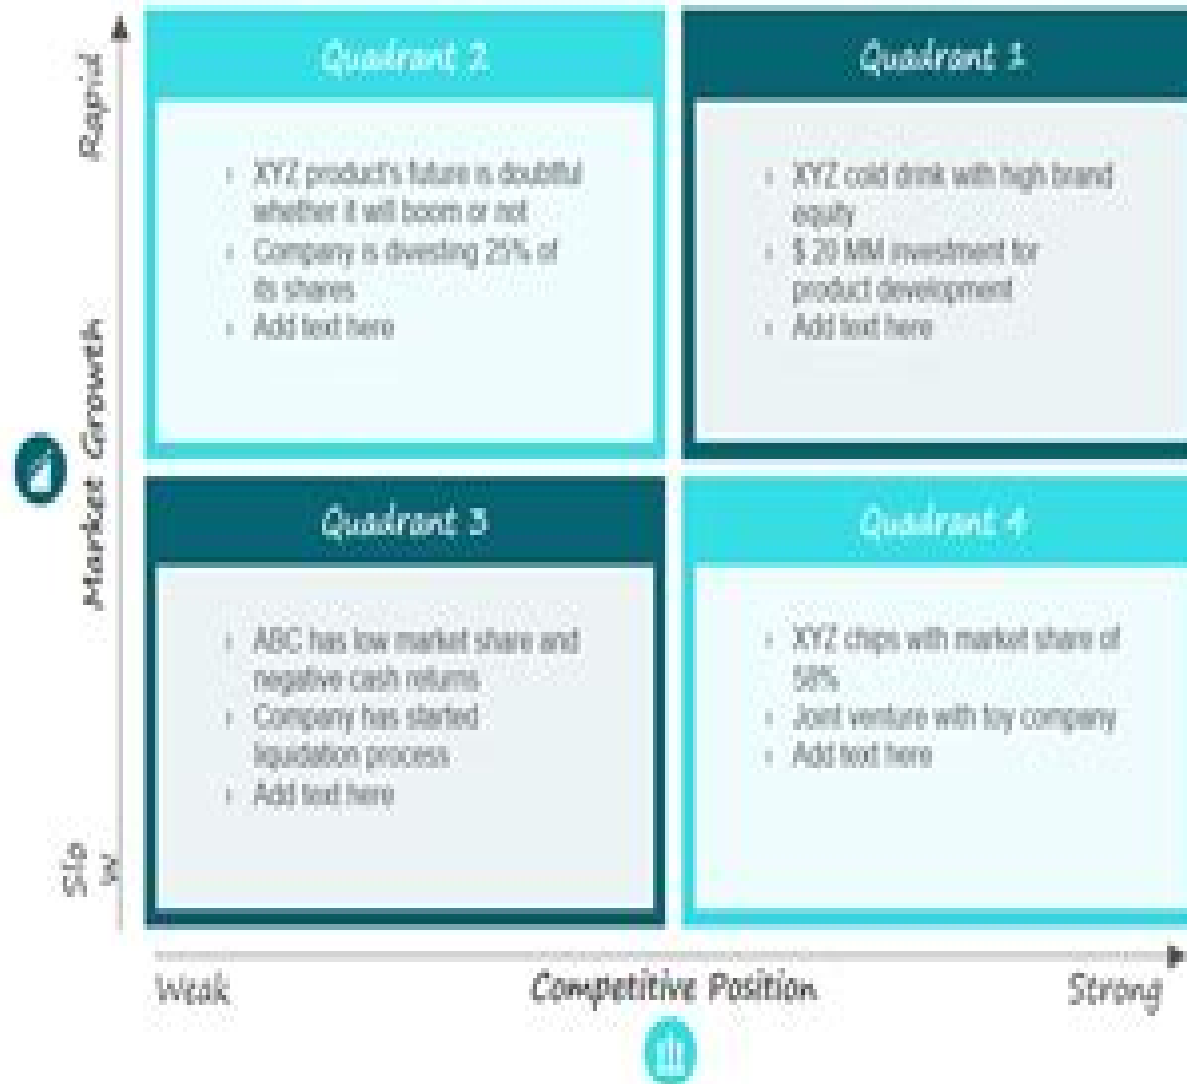 Rapid
Market Growth
Slo
w
Quadrant 2
XYZ product's future is doubtful
whether it will boom or not
Company is divesting 25% of
its shares
Add text here
Quadrant 1
XYZ cold drink with high brand
equity
$ 20 MM investment for
product development
Add text here
Quadrant 3
ABC has low market share and
negative cash returns
Company has started
liquidation process
Add text here
Quadrant 4
XYZ chips with market share of
Joint venture with toy company
Add text here
Weak
Competitive Position
Strong